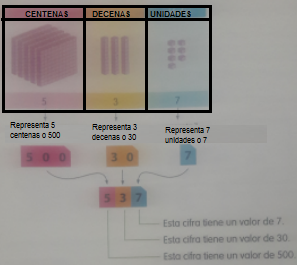 CENTENAS DECENAS UNIDADES
5 3 7
Representa 5 centenas o 500
Representa 3 decenas o 30
Representa 7 unidades o 7
5 0 0 3 0 7
5 3 7
Esta cifra tiene un valor de 7.
Esta cifra tiene un valor de 30.
Esta cifra tiene un valor de 500.